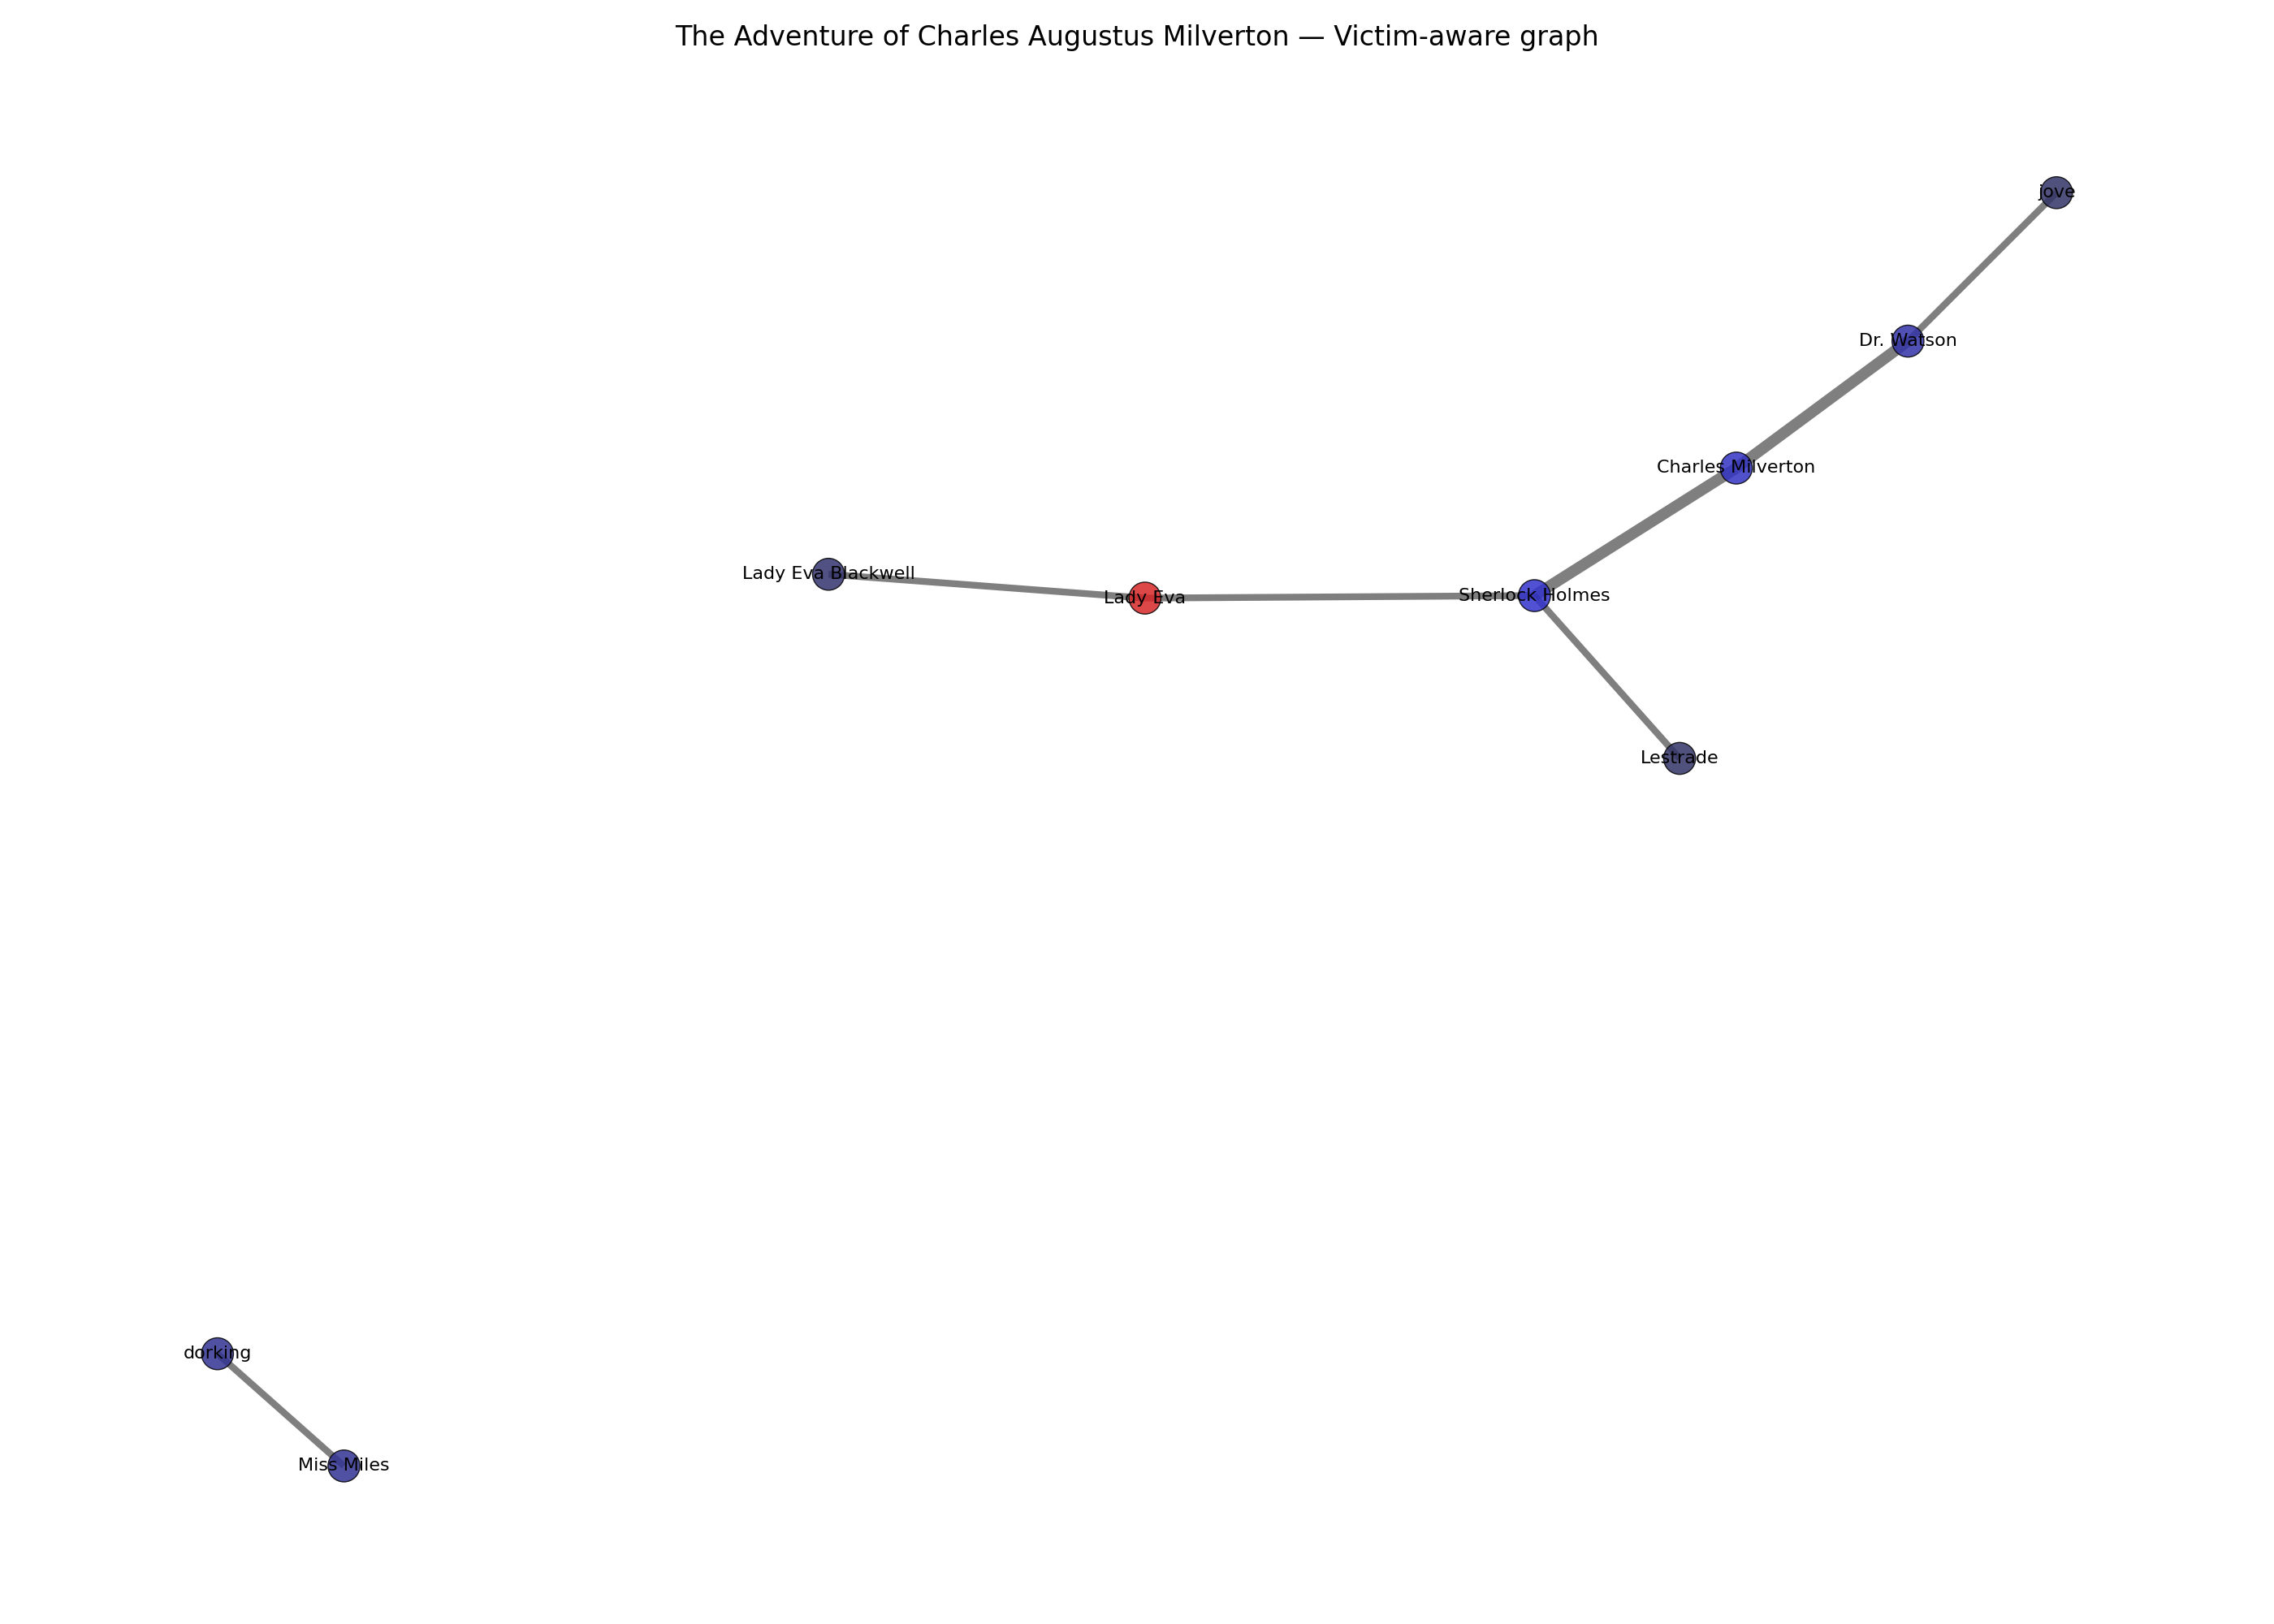 The Adventure of Charles Augustus Milverton — Victim-aware graph
jove
Dr. Watson
Charles Milverton
Lady Eva Blackwell
Lady Eva
Sherlock Holmes
Lestrade
dorking
Miss Miles